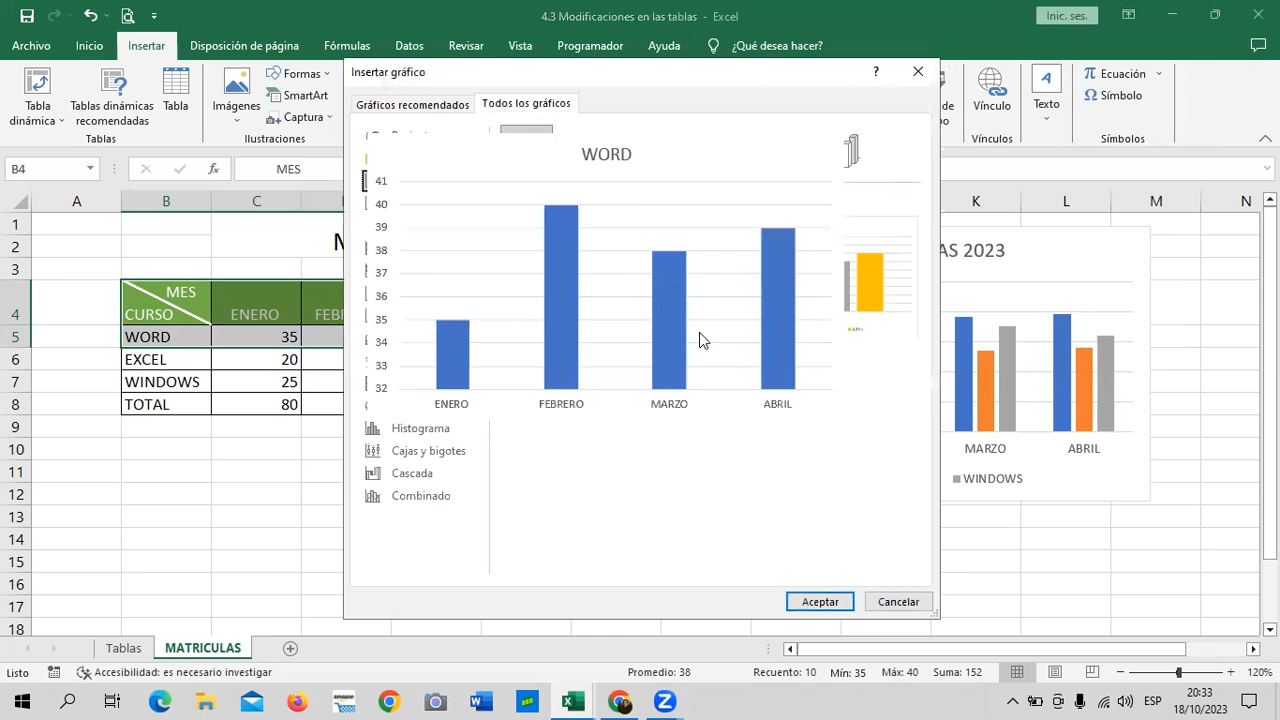 4.3 Modificaciones en las tablas - Excel
Inic. ses.
Archivo Inicio Insertar Disposición de página Fórmulas Datos Revisar Vista Programador Ayuda ¿Qué desea hacer?
Tabla dinámica
Tablas dinámicas recomendadas
Tabla
Tablas
Imágenes
Formas
SmartArt
Captura
Ilustraciones
Vínculo
Vínculos
Texto
Ecuación
Símbolo
Símbolos
B4
fx
MES
A B C K L M N
1
2
3
4
5
6
7
8
9
10
11
12
13
14
15
16
17
18
MES
CURSO ENERO
WORD 35
EXCEL 20
WINDOWS 25
TOTAL 80
Insertar gráfico
?
Gráficos recomendados Todos los gráficos
WORD
41
40
39
38
37
36
35
34
33
32
ENERO FEBRERO MARZO ABRIL
Histograma
Cajas y bigotes
Cascada
Combinado
Aceptar Cancelar
AS 2023
MARZO ABRIL
WINDOWS
Tablas MATRICULAS
Listo Accesibilidad: es necesario investigar Promedio: 38 Recuento: 10 Mín: 35 Máx: 40 Suma: 152 120%
ESP
20:33
18/10/2023